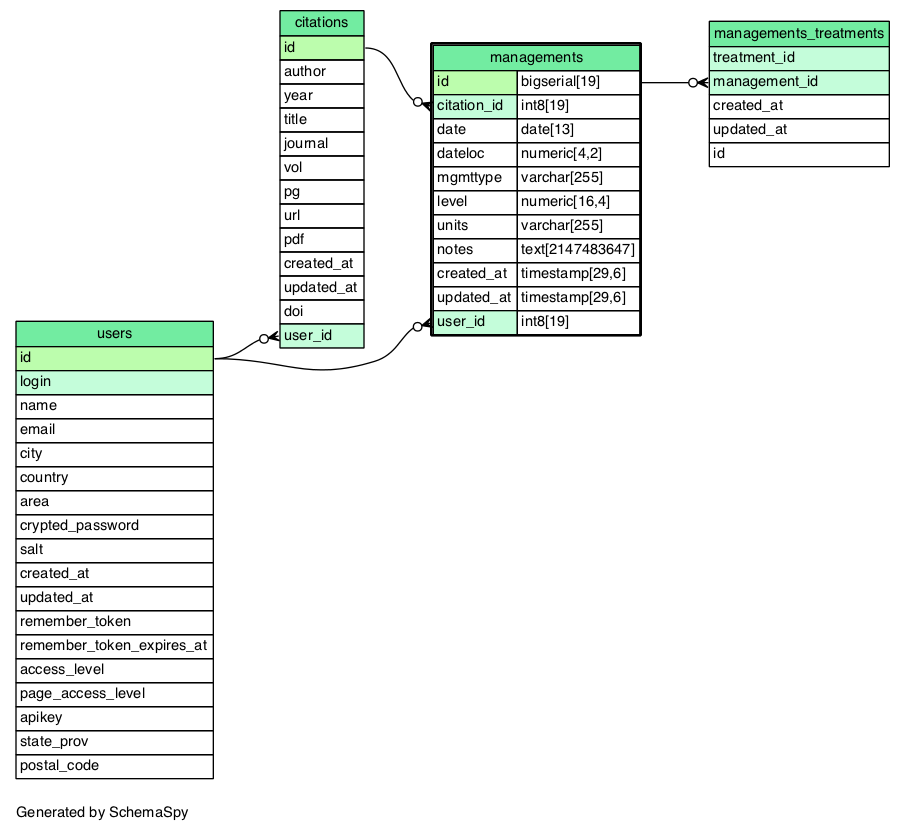 citations
id
author
year
title
journal
vol
pg
url
pdf
created_at
updated_at
doi
user_id
managements
id bigserial[19]
citation_id int8[19]
date date[13]
dateloc numeric[4,2]
mgmttype varchar[255]
level numeric[16,4]
units varchar[255]
notes text[2147483647]
created_at timestamp[29,6]
updated_at timestamp[29,6]
user_id int8[19]
managements_treatments
treatment_id
management_id
created_at
updated_at
id
users
id
login
name
email
city
country
area
crypted_password
salt
created_at
updated_at
remember_token
remember_token_expires_at
access_level
page_access_level
apikey
state_prov
postal_code
Generated by SchemaSpy